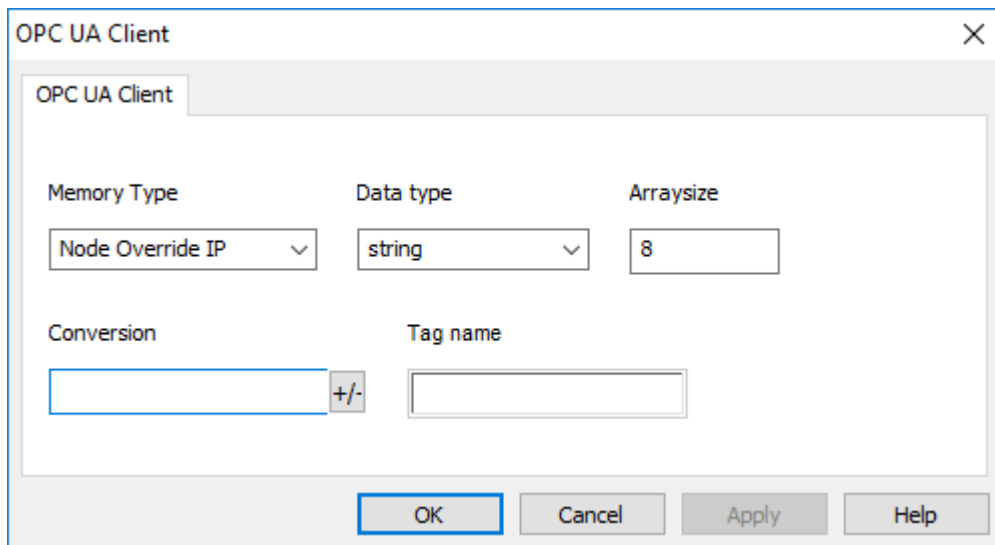 OPC UA Client
OPC UA Client
Memory Type Data type Arraysize
Node Override IP string 8
Conversion Tag name
+/-
OK Cancel Apply Help